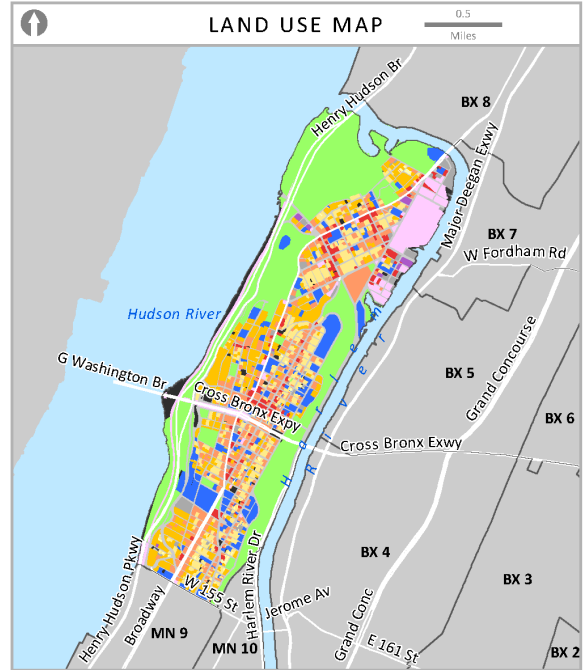 LAND USE MAP
0.5
Miles
Henry Hudson Br
BX 8
Major Deegan Exwy
BX 7
W Fordham Rd
Hudson River
Harlem River
G Washington Br
Cross Bronx Expy
BX 5
Grand Concourse
BX 6
Cross Bronx Exwy
BX 4
BX 3
Henry Hudson Pkwy
Broadway
W 155 St
Harlem River Dr
Jerome Av
MN 9
MN 10
Grand Conc
E 161 St
BX 2